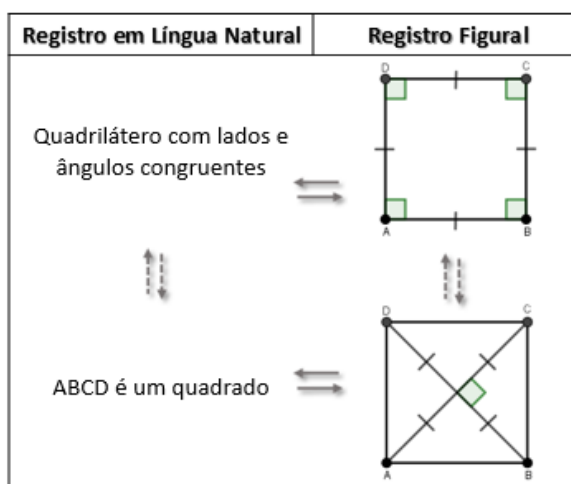 Registro em Língua Natural
Registro Figural
D
C
Quadrilátero com lados e
ângulos congruentes
A
B
D
C
ABCD é um quadrado
A
B